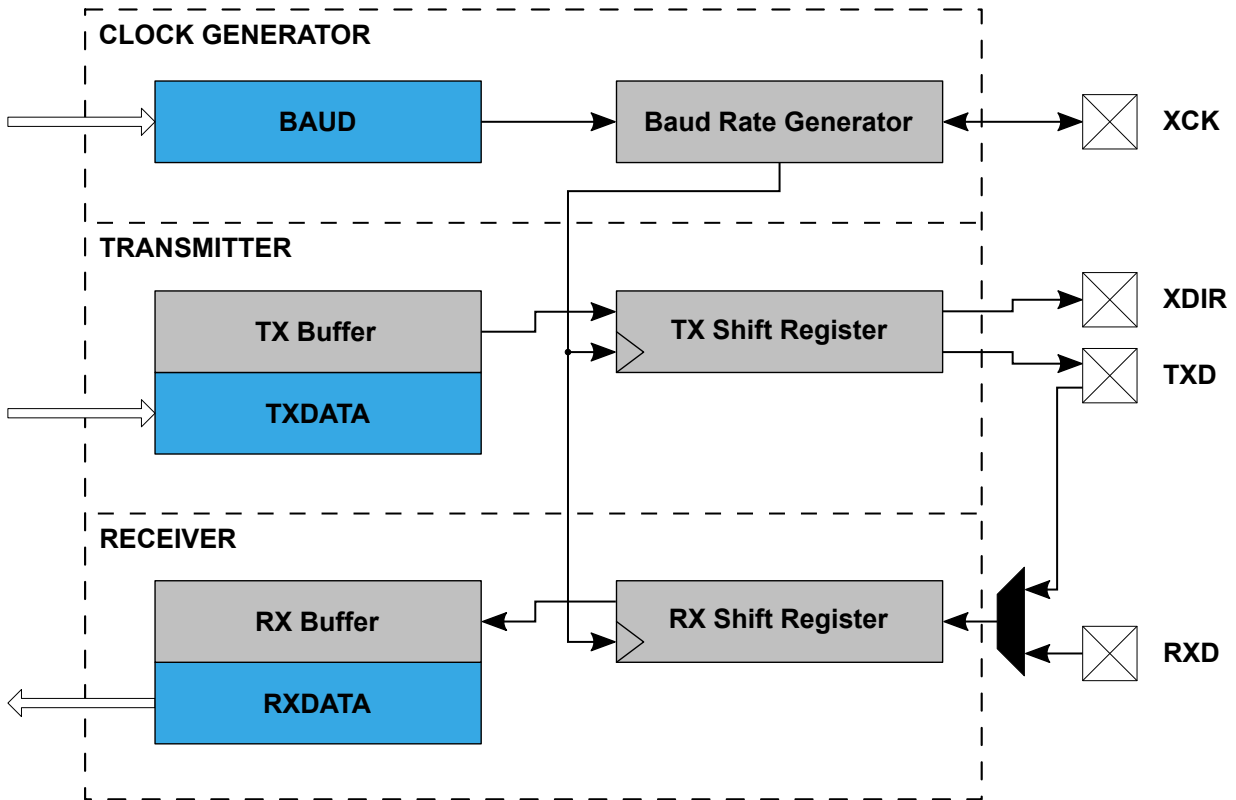 CLOCK GENERATOR
BAUD
Baud Rate Generator
XCK
TRANSMITTER
TX Buffer
TXDATA
TX Shift Register
XDIR
TXD
RECEIVER
RX Buffer
RXDATA
RX Shift Register
RXD